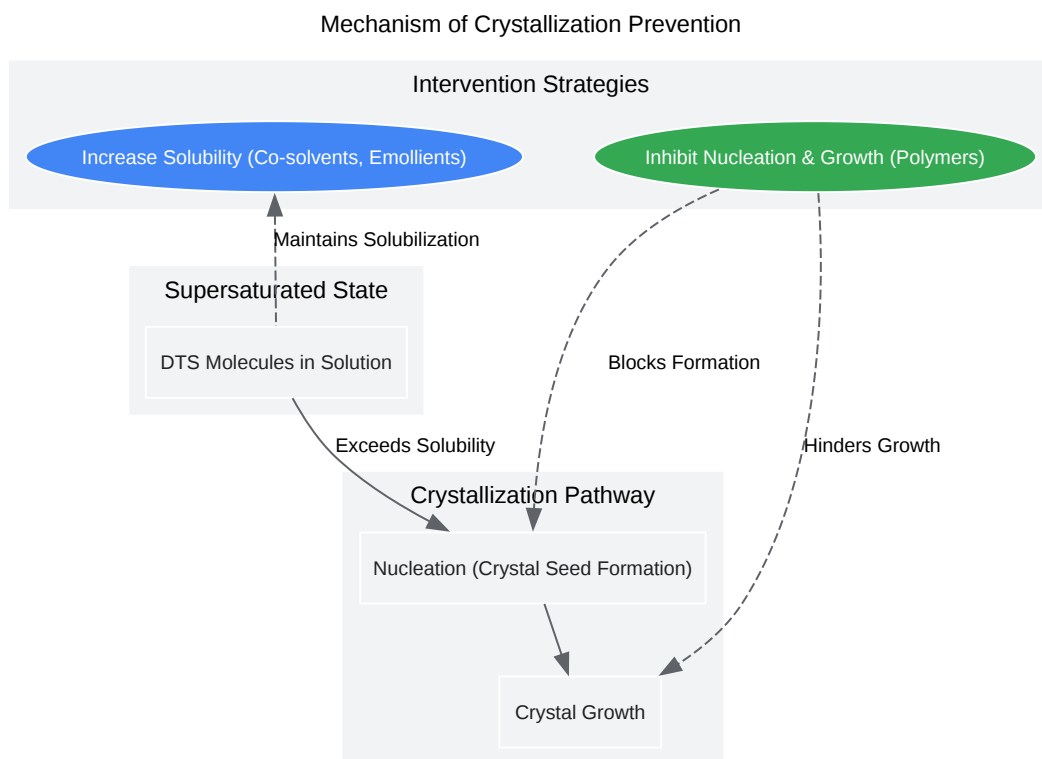 Mechanism of Crystallization Prevention
Intervention Strategies
Increase Solubility (Co-solvents, Emollients)
Inhibit Nucleation & Growth (Polymers)
Maintains Solubilization
Supersaturated State
DTS Molecules in Solution
Blocks Formation
Exceeds Solubility
Hinders Growth
Crystallization Pathway
Nucleation (Crystal Seed Formation)
Crystal Growth